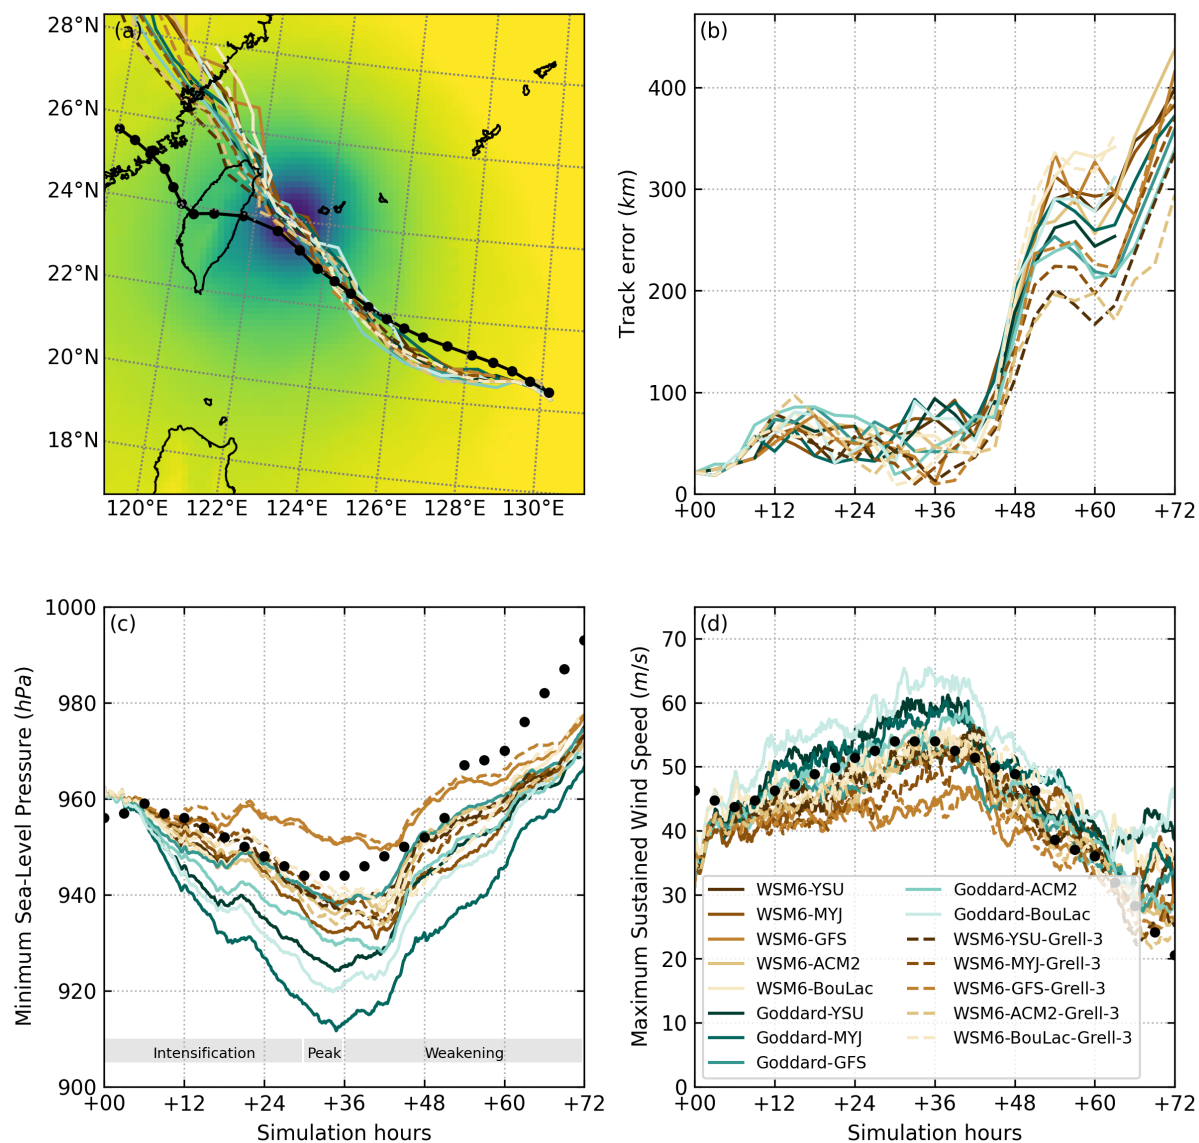 (a)
28°N
26°N
24°N
22°N
20°N
18°N
120°E 122°E 124°E 126°E 128°E 130°E
(b)
Track error (km)
400
300
200
100
0
+00 +12 +24 +36 +48 +60 +72
(c)
Minimum Sea-Level Pressure (hPa)
1000
980
960
940
920
900
Intensification Peak Weakening
+00 +12 +24 +36 +48 +60 +72
Simulation hours
(d)
Maximum Sustained Wind Speed (m/s)
70
60
50
40
30
20
10
0
WSM6-YSU
WSM6-MYJ
WSM6-GFS
WSM6-ACM2
WSM6-BouLac
Goddard-YSU
Goddard-MYJ
Goddard-GFS
Goddard-ACM2
Goddard-BouLac
WSM6-YSU-Grell-3
WSM6-MYJ-Grell-3
WSM6-GFS-Grell-3
WSM6-ACM2-Grell-3
WSM6-BouLac-Grell-3
+00 +12 +24 +36 +48 +60 +72
Simulation hours